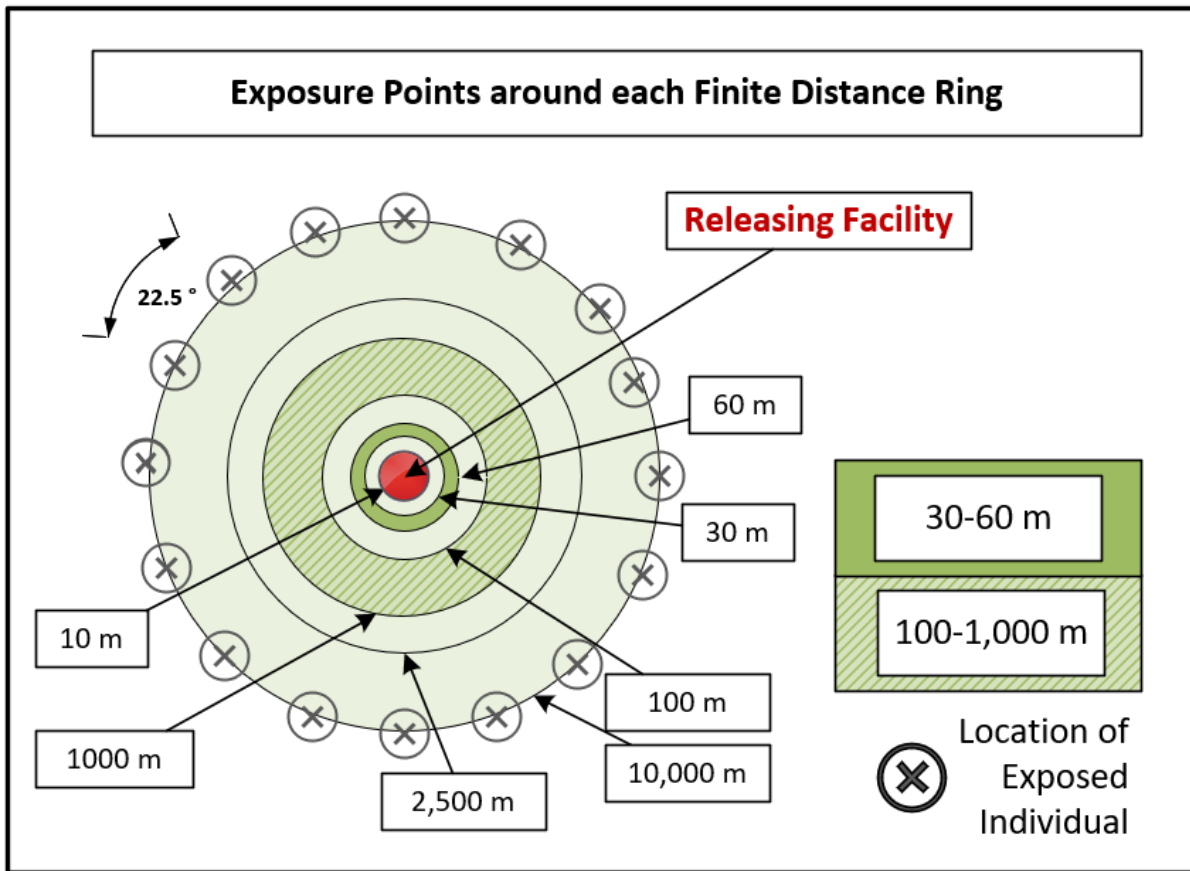 Exposure Points around each Finite Distance Ring
Releasing Facility
22.5 °
60 m
30 m
30-60 m
10 m
100-1,000 m
100 m
1000 m
10,000 m
2,500 m
Location of
Exposed
Individual